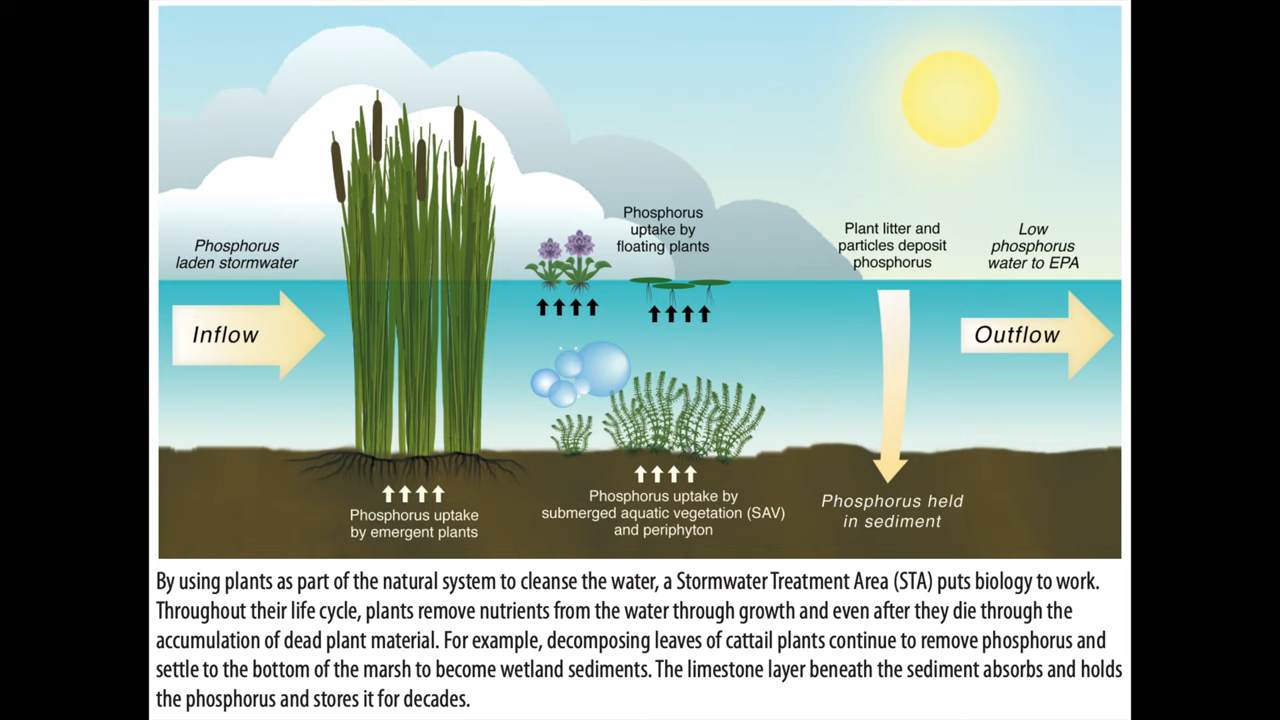 Phosphorus
uptake by
floating plants
Phosphorus
laden stormwater
Plant litter and
particles deposit
phosphorus
Low
phosphorus
water to EPA
Inflow
Outflow
Phosphorus uptake
by emergent plants
Phosphorus uptake by
submerged aquatic vegetation (SAV)
and periphyton
Phosphorus held
in sediment
By using plants as part of the natural system to cleanse the water, a Stormwater Treatment Area (STA) puts biology to work.
Throughout their life cycle, plants remove nutrients from the water through growth and even after they die through the
accumulation of dead plant material. For example, decomposing leaves of cattail plants continue to remove phosphorus and
settle to the bottom of the marsh to become wetland sediments. The limestone layer beneath the sediment absorbs and holds
the phosphorus and stores it for decades.